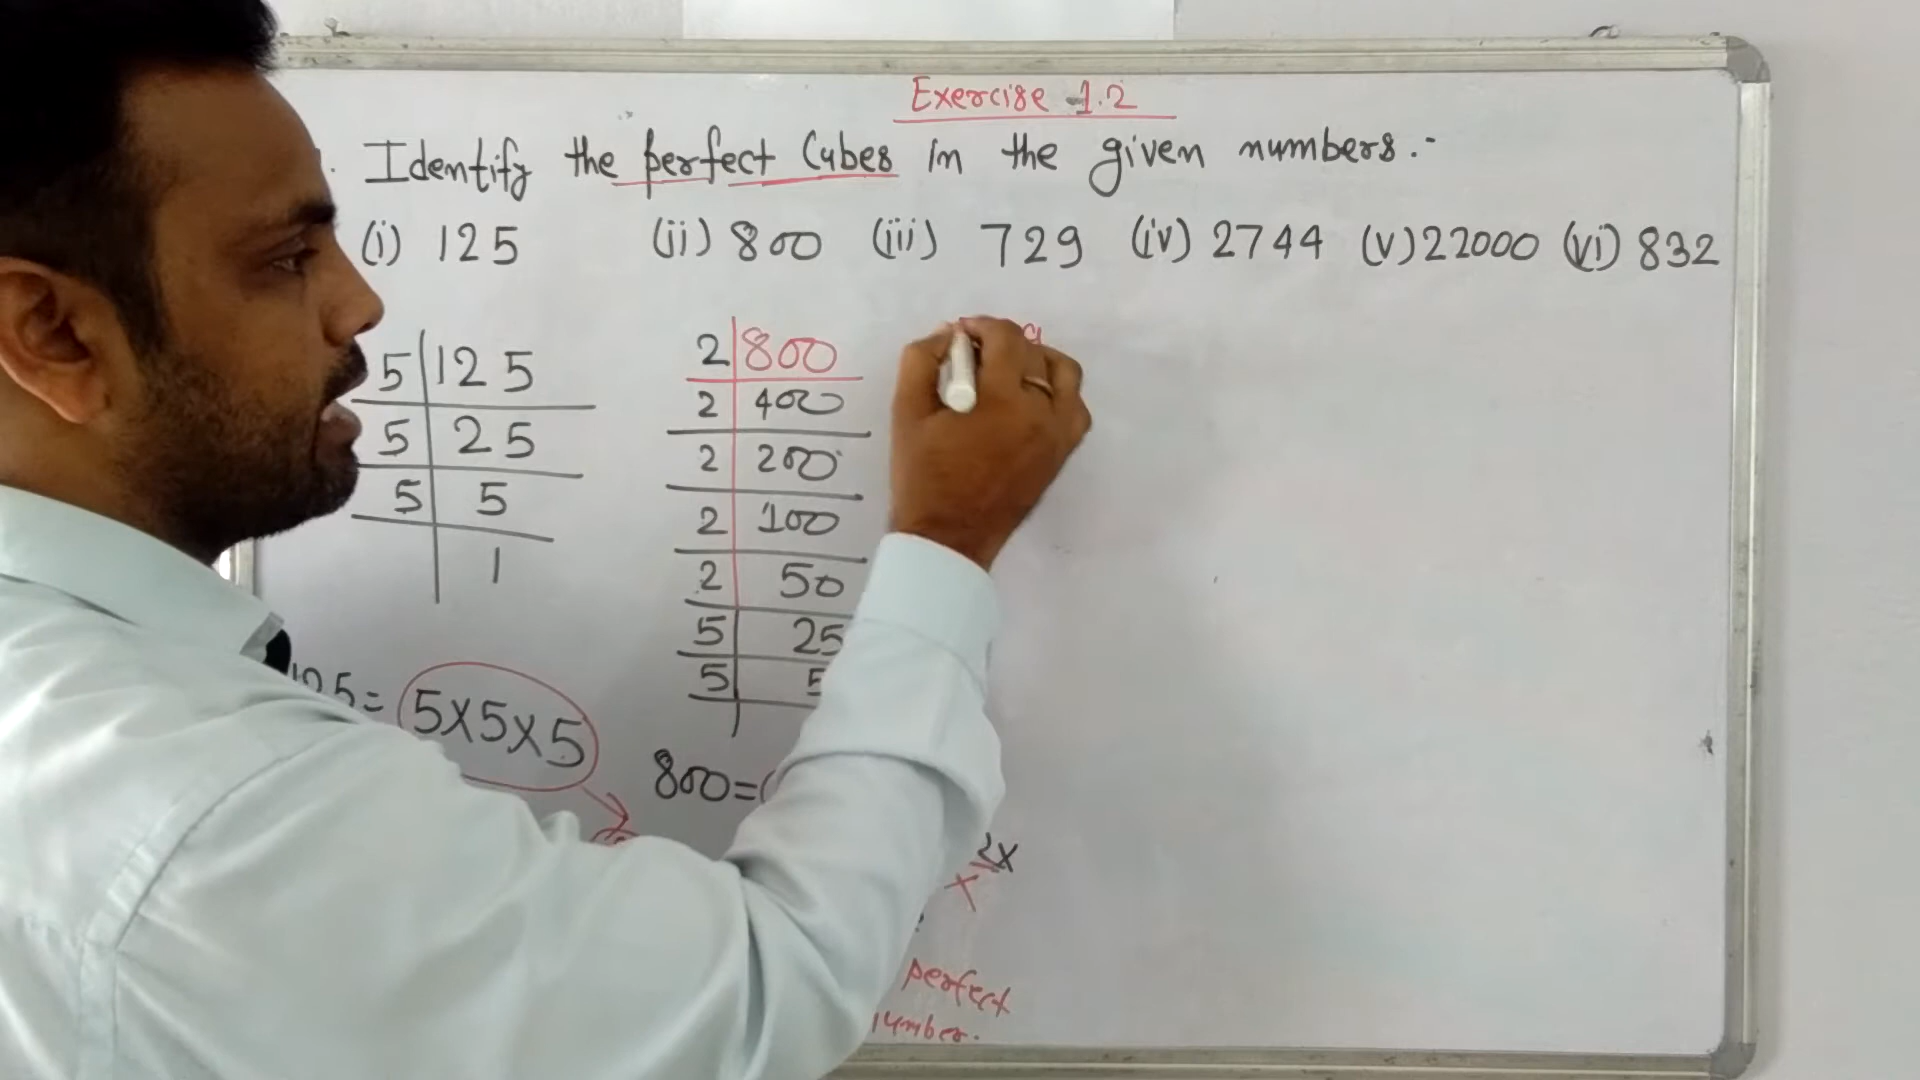 Exercise 1.2
Identify the perfect Cubes in the given numbers.:-
(i) 125 (ii) 800 (iii) 729 (iv) 2744 (v) 22000 (vi) 832
5 125
5 25
5 5
1
125 = 5x5x5
2 800
2 400
2 200
2 100
2 50
5 25
5 5
800=(
2x
x
perfect
number.
9